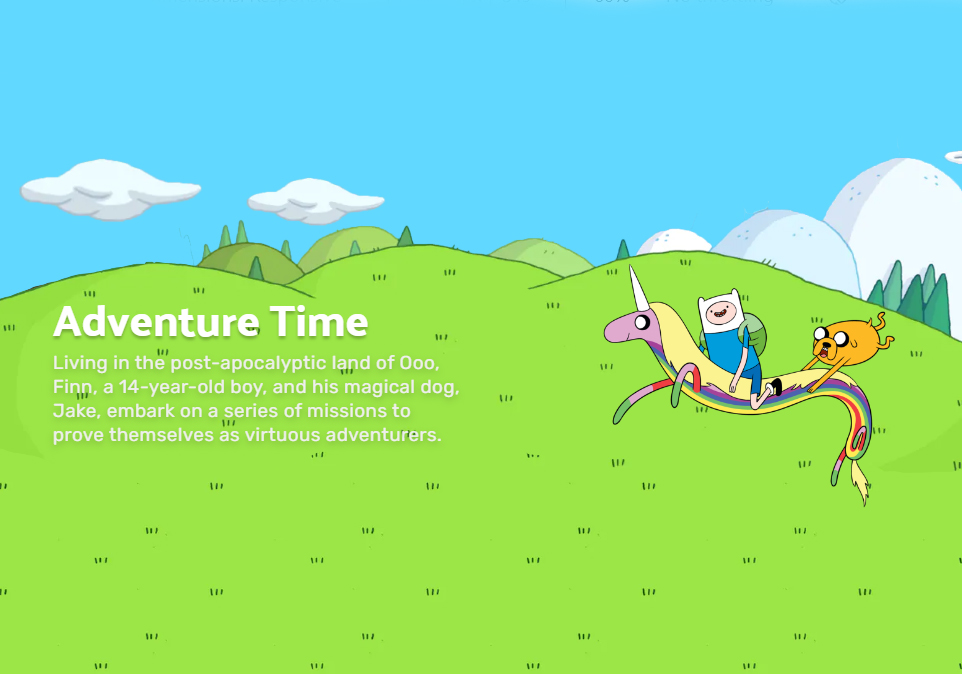 Adventure Time
Living in the post-apocalyptic land of Ooo,
Finn, a 14-year-old boy, and his magical dog,
Jake, embark on a series of missions to
prove themselves as virtuous adventurers.